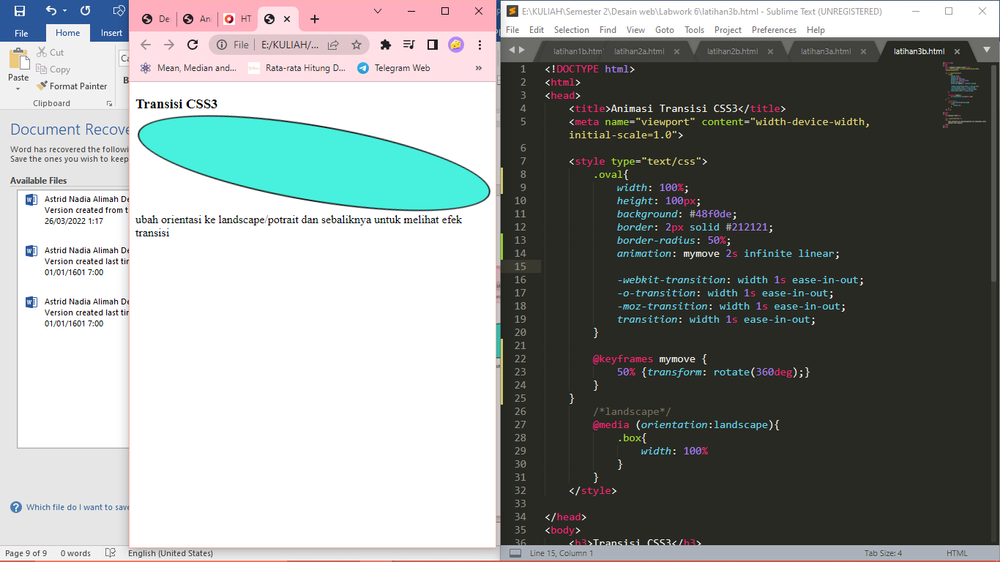 File
Home
Insert
Paste
Cut
Copy
Format Painter
Clipboard
Document Recove
Word has recovered the followi
Save the ones you wish to keep
Available Files
Astrid Nadia Alimah De
Version created from t
26/03/2022 1:17
Astrid Nadia Alimah De
Version created last tin
01/01/1601 7:00
Astrid Nadia Alimah De
Version created last tin
01/01/1601 7:00
Which file do I want to save
Page 9 of 9 0 words English (United States)
De
Ani
HT
File E:/KULIAH/...
Mean, Median and... Rata-rata Hitung D... Telegram Web »
Transisi CSS3
ubah orientasi ke landscape/potrait dan sebaliknya untuk melihat efek
transisi
E:\KULIAH\Semester 2\Desain web\Labwork 6\latihan3b.html - Sublime Text (UNREGISTERED)
File Edit Selection Find View Goto Tools Project Preferences Help
latihan1b.htm latihan2a.html latihan2b.html latihan3a.html latihan3b.html
1 <!DOCTYPE html>
2 <html>
3 <head>
4 <title>Animasi Transisi CSS3</title>
5 <meta name="viewport" content="width-device-width,
initial-scale=1.0">
6
7 <style type="text/css">
8 .oval{
9 width: 100%;
10 height: 100px;
11 background: #48f0de;
12 border: 2px solid #212121;
13 border-radius: 50%;
14 animation: mymove 2s infinite linear;
15
16 -webkit-transition: width 1s ease-in-out;
17 -o-transition: width 1s ease-in-out;
18 -moz-transition: width 1s ease-in-out;
19 transition: width 1s ease-in-out;
20 }
21
22 @keyframes mymove {
23 50% {transform: rotate(360deg);}
24 }
25 }
26 /*landscape*/
27 @media (orientation:landscape){
28 .box{
29 width: 100%
30 }
31 }
32 </style>
33
34 </head>
35 <body>
36 <h3>Transisi CSS3</h3>
Line 15, Column 1 Tab Size: 4 HTML